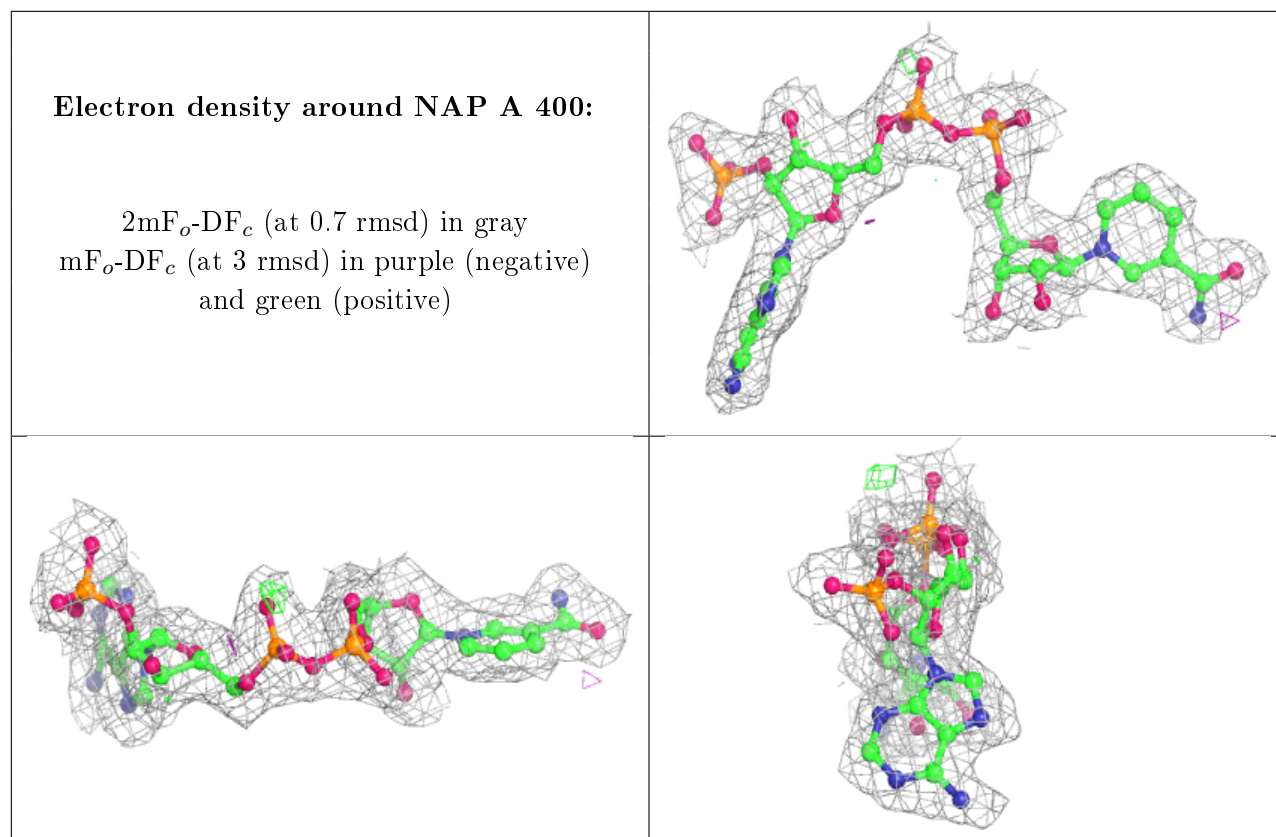 Electron density around NAP A 400:
2mFₒ-DF𝒸 (at 0.7 rmsd) in gray
mFₒ-DF𝒸 (at 3 rmsd) in purple (negative)
and green (positive)